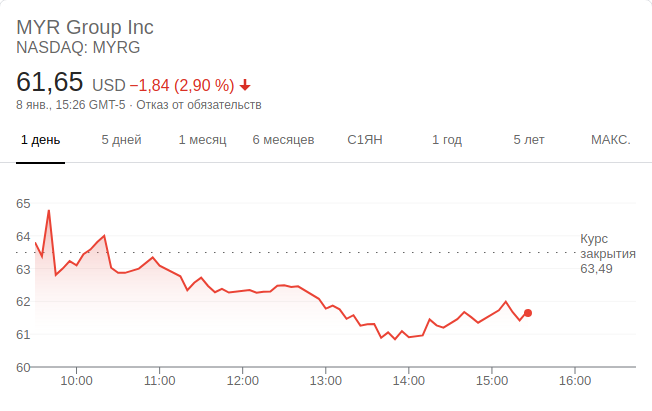 MYR Group Inc
NASDAQ: MYRG
61,65 USD −1,84 (2,90 %)
8 янв., 15:26 GMT-5 · Отказ от обязательств
1 день 5 дней 1 месяц 6 месяцев С1ЯН 1 год 5 лет МАКС.
65
64
63
62
61
60
Курс
закрытия
63,49
10:00 11:00 12:00 13:00 14:00 15:00 16:00